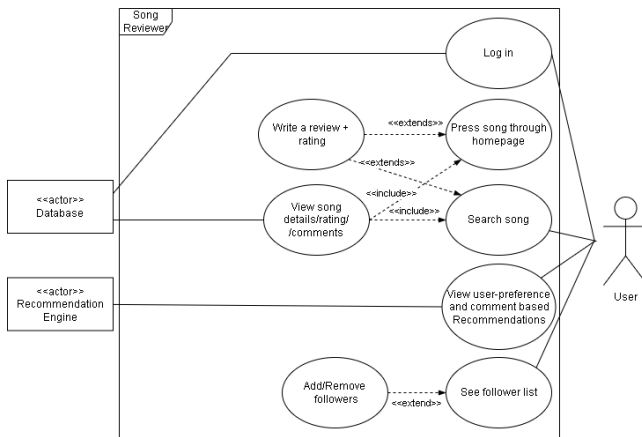 Song
Reviewer
Log in
<<extends>>
Write a review +
rating
Press song through
homepage
<<extends>>
<<actor>>
Database
View song
details/rating/
/comments
<<include>>
<<include>>
Search song
<<actor>>
Recommendation
Engine
View user-preference
and comment based
Recommendations
User
Add/Remove
followers
<<extend>>
See follower list